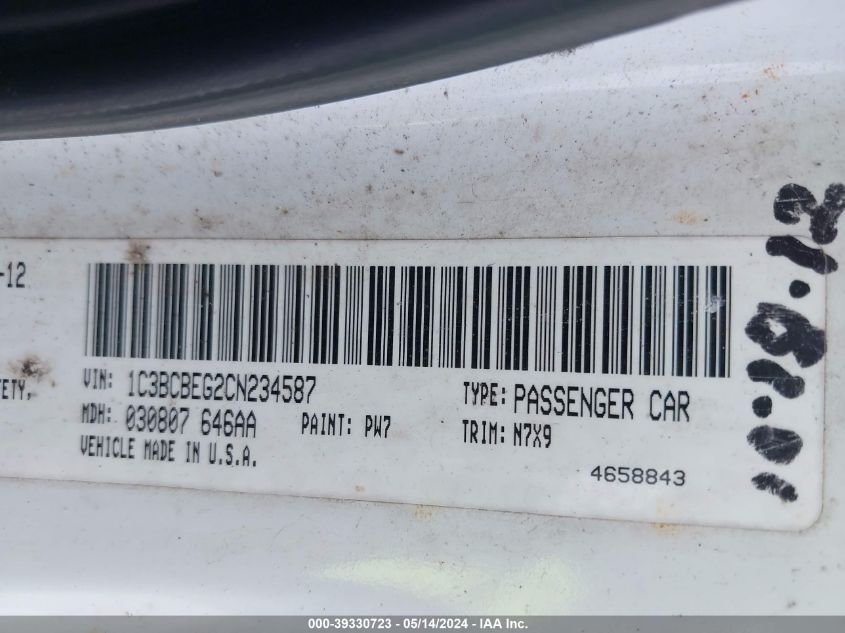 -12
VIN: 1C3BCBEG2CN234587
TYPE: PASSENGER CAR
ETY,
MDH: 030807 646AA
PAINT: PW7
TRIM: N7X9
VEHICLE MADE IN U.S.A.
4658843
000-39330723 - 05/14/2024 - IAA Inc.